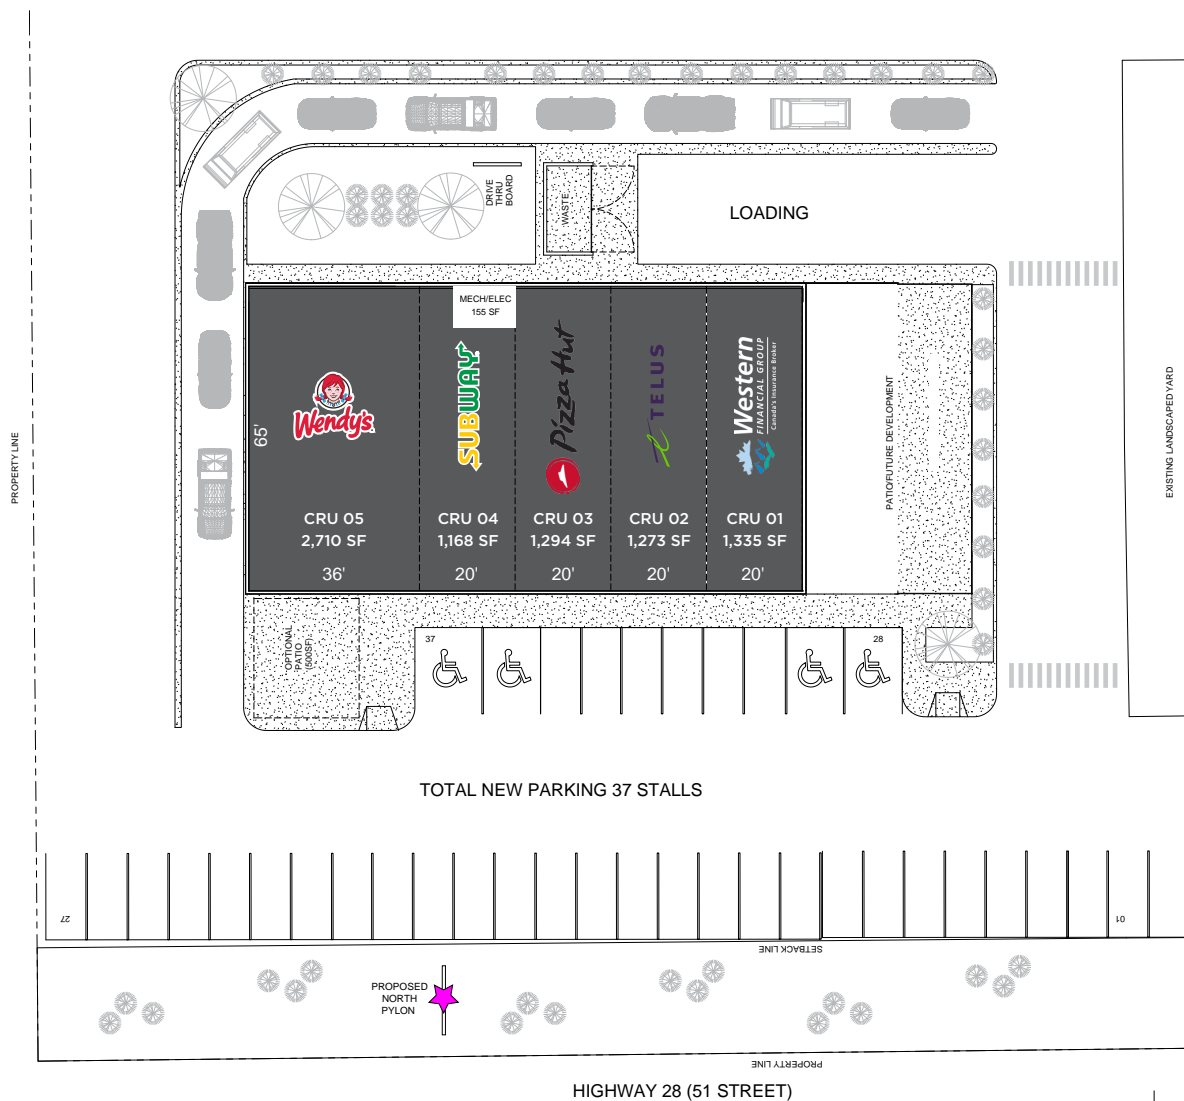 DRIVE
THRU
BOARD
WASTE
LOADING
MECH/ELEC
155 SF
Wendy's
SUBWAY
Pizza Hut
TELUS
Western
FINANCIAL GROUP
Canada's Insurance Broker
65'
CRU 05
2,710 SF
36'
CRU 04
1,168 SF
20'
CRU 03
1,294 SF
20'
CRU 02
1,273 SF
20'
CRU 01
1,335 SF
20'
PATIO/FUTURE DEVELOPMENT
EXISTING LANDSCAPED YARD
PROPERTY LINE
OPTIONAL
PATIO
(500SF)
37
28
TOTAL NEW PARKING 37 STALLS
27
01
SETBACK LINE
PROPOSED
NORTH
PYLON
PROPERTY LINE
HIGHWAY 28 (51 STREET)